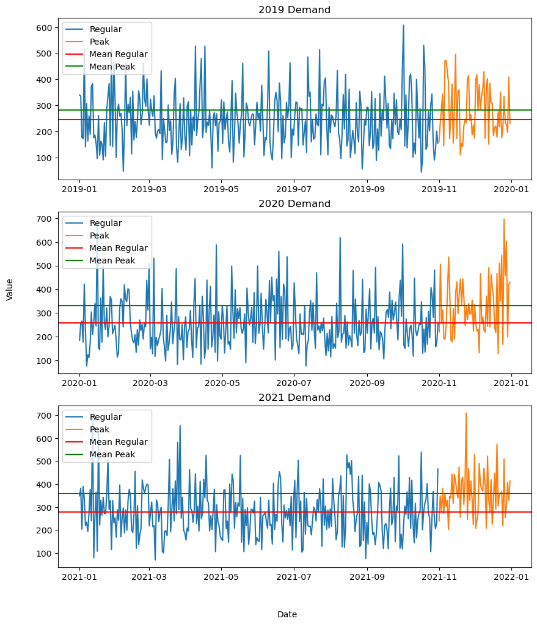 2019 Demand
600
500
400
300
200
100
Regular
Peak
Mean Regular
Mean Peak
2019-01
2019-03
2019-05
2019-07
2019-09
2019-11
2020-01
2020 Demand
700
600
500
400
300
200
100
Regular
Peak
Mean Regular
Mean Peak
2020-01
2020-03
2020-05
2020-07
2020-09
2020-11
2021-01
Value
2021 Demand
700
600
500
400
300
200
100
Regular
Peak
Mean Regular
Mean Peak
2021-01
2021-03
2021-05
2021-07
2021-09
2021-11
2022-01
Date